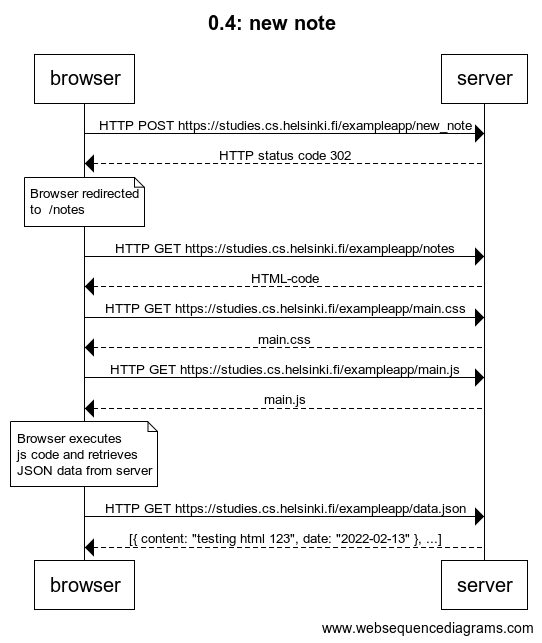 0.4: new note
browser
server
HTTP POST https://studies.cs.helsinki.fi/exampleapp/new_note
HTTP status code 302
Browser redirected
to  /notes
HTTP GET https://studies.cs.helsinki.fi/exampleapp/notes
HTML-code
HTTP GET https://studies.cs.helsinki.fi/exampleapp/main.css
main.css
HTTP GET https://studies.cs.helsinki.fi/exampleapp/main.js
main.js
Browser executes
js code and retrieves
JSON data from server
HTTP GET https://studies.cs.helsinki.fi/exampleapp/data.json
[{ content: "testing html 123", date: "2022-02-13" }, ...]
browser
server
www.websequencediagrams.com